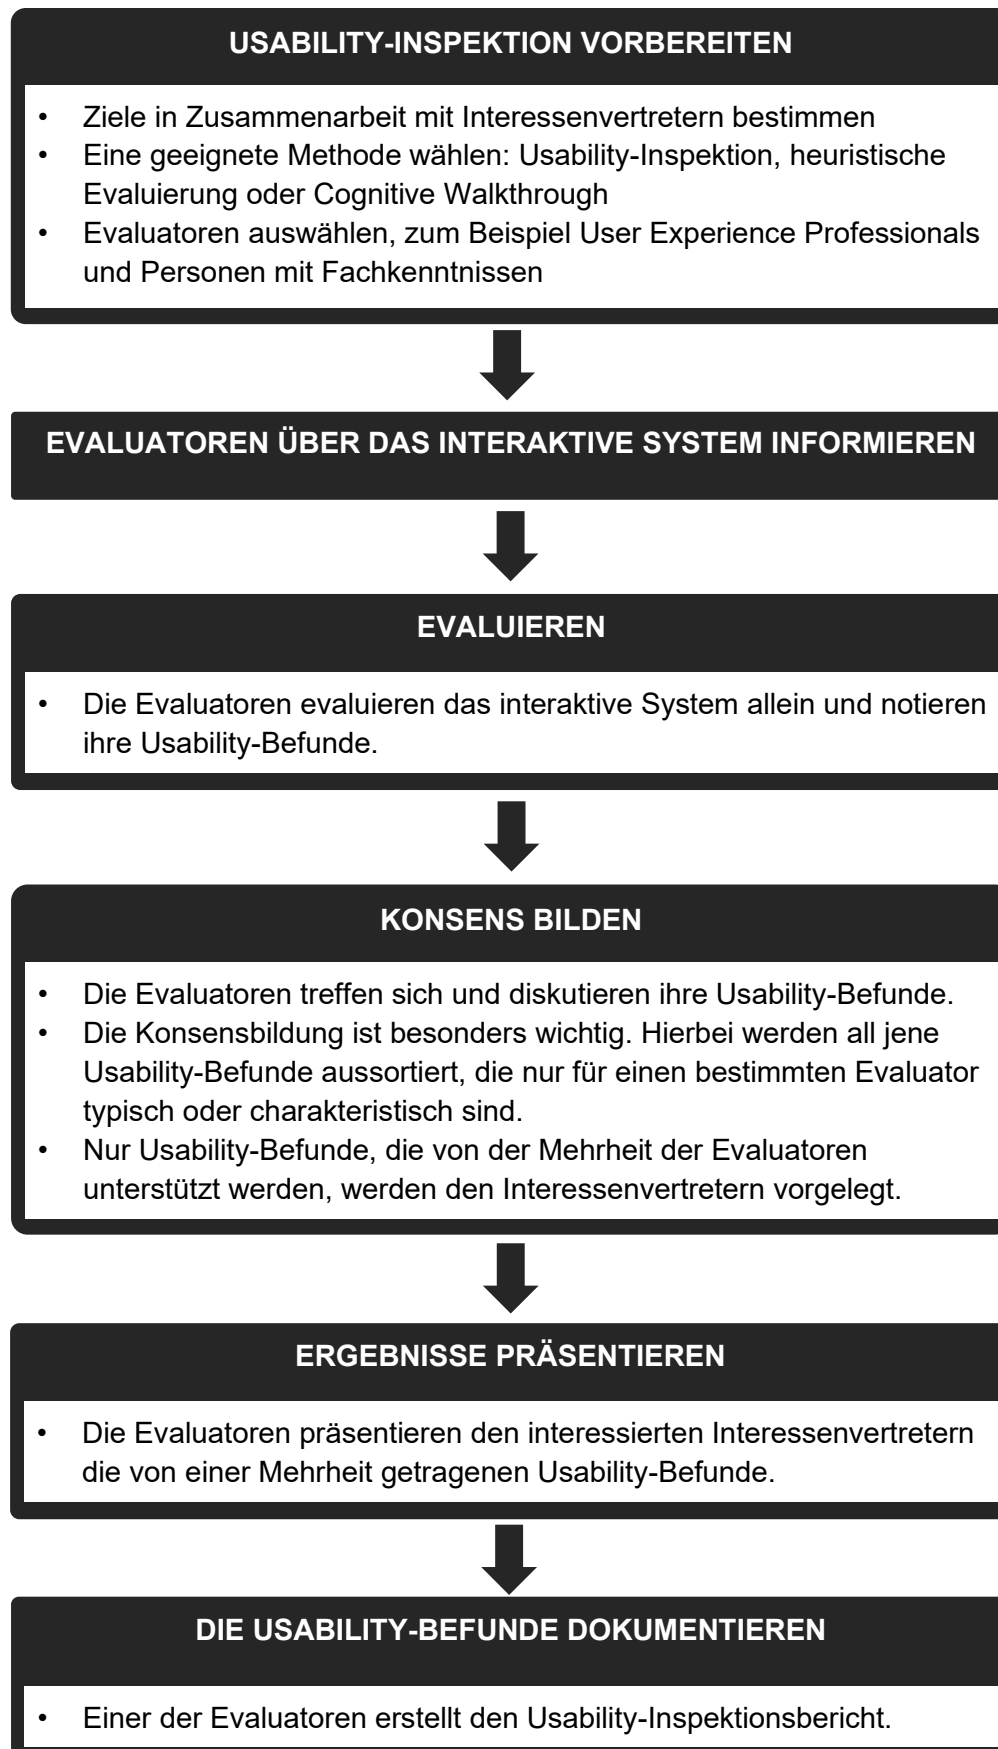 USABILITY-INSPEKTION VORBEREITEN
• Ziele in Zusammenarbeit mit Interessenvertretern bestimmen
• Eine geeignete Methode wählen: Usability-Inspektion, heuristische
Evaluierung oder Cognitive Walkthrough
• Evaluatoren auswählen, zum Beispiel User Experience Professionals
und Personen mit Fachkenntnissen
EVALUATOREN ÜBER DAS INTERAKTIVE SYSTEM INFORMIEREN
EVALUIEREN
• Die Evaluatoren evaluieren das interaktive System allein und notieren
ihre Usability-Befunde.
KONSENS BILDEN
• Die Evaluatoren treffen sich und diskutieren ihre Usability-Befunde.
• Die Konsensbildung ist besonders wichtig. Hierbei werden all jene
Usability-Befunde aussortiert, die nur für einen bestimmten Evaluator
typisch oder charakteristisch sind.
• Nur Usability-Befunde, die von der Mehrheit der Evaluatoren
unterstützt werden, werden den Interessenvertretern vorgelegt.
ERGEBNISSE PRÄSENTIEREN
• Die Evaluatoren präsentieren den interessierten Interessenvertretern
die von einer Mehrheit getragenen Usability-Befunde.
DIE USABILITY-BEFUNDE DOKUMENTIEREN
• Einer der Evaluatoren erstellt den Usability-Inspektionsbericht.